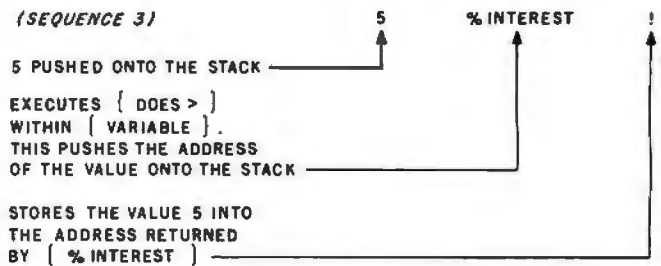 (SEQUENCE 3) 5 % INTEREST !
5 PUSHED ONTO THE STACK
EXECUTES { DOES > }
WITHIN { VARIABLE }.
THIS PUSHES THE ADDRESS
OF THE VALUE ONTO THE STACK
STORES THE VALUE 5 INTO
THE ADDRESS RETURNED
BY { % INTEREST }